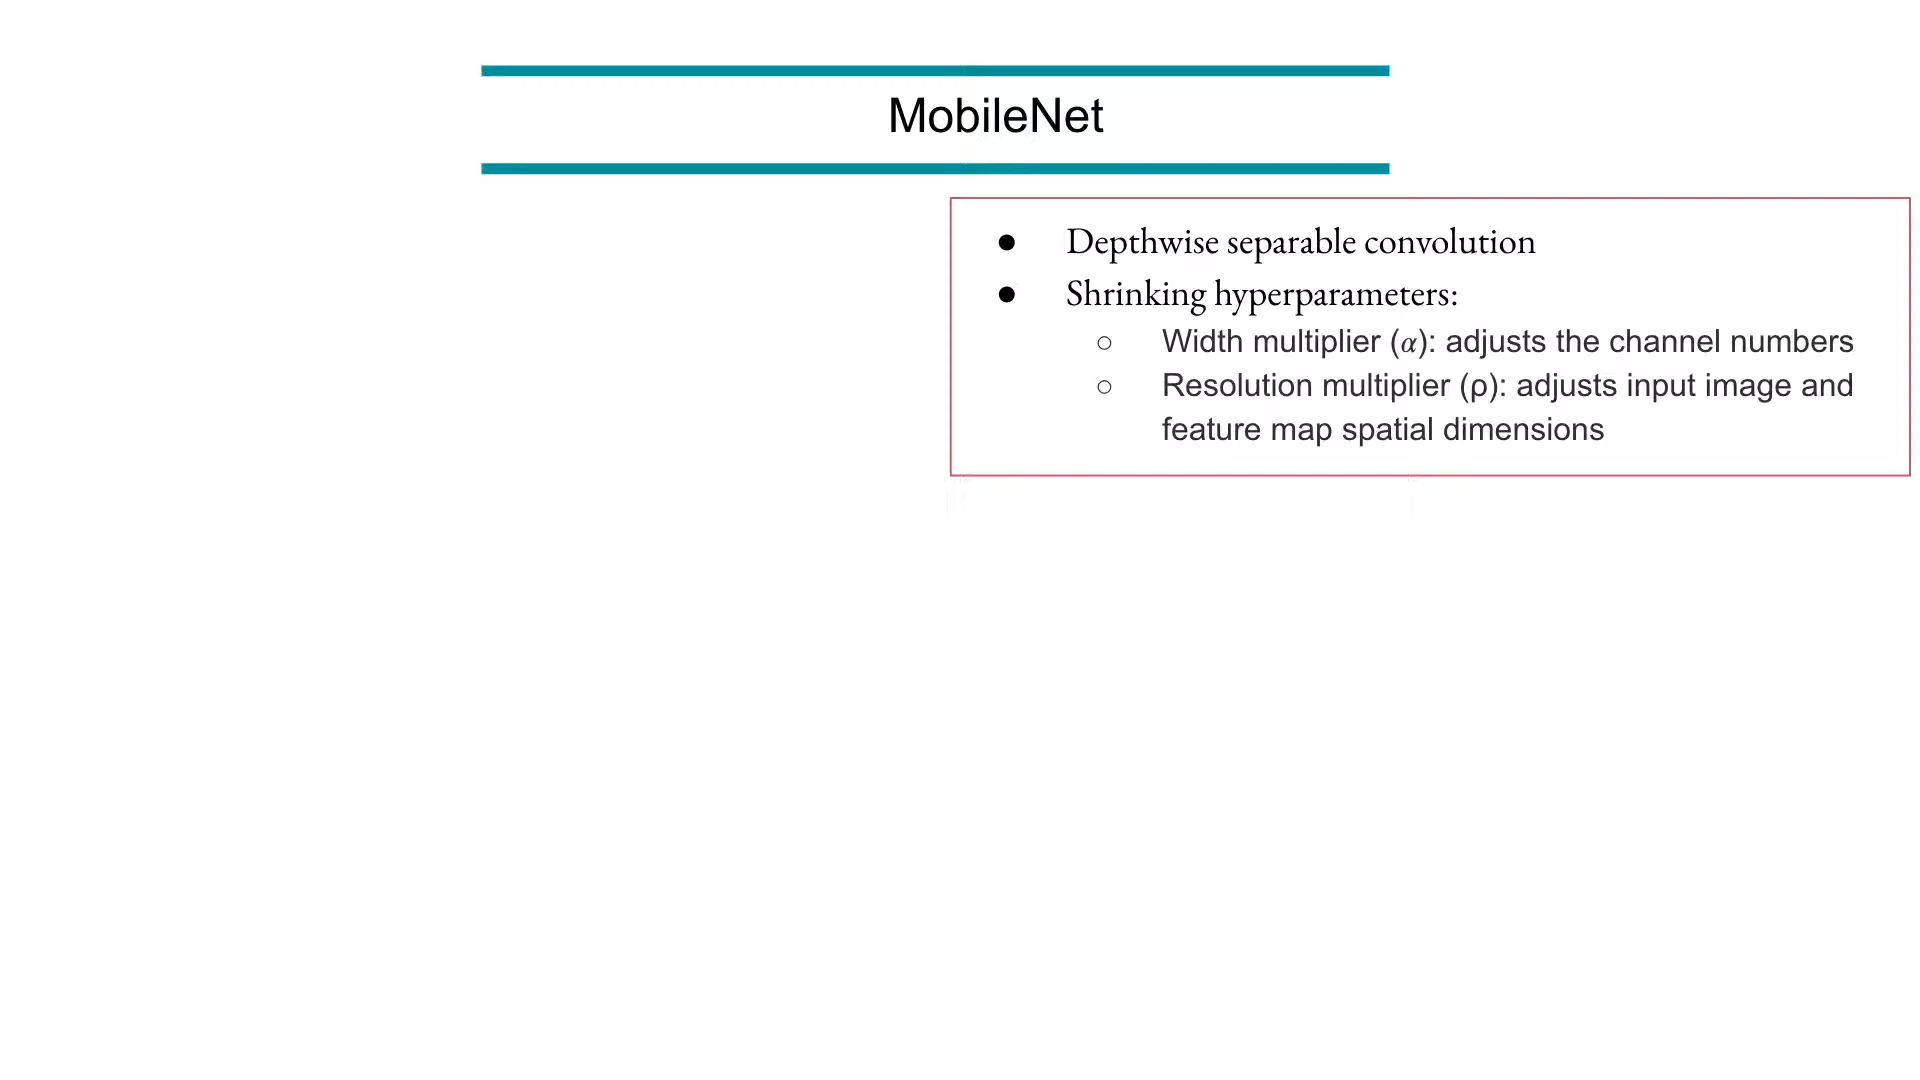 MobileNet
● Depthwise separable convolution
● Shrinking hyperparameters:
○ Width multiplier (α): adjusts the channel numbers
○ Resolution multiplier (ρ): adjusts input image and
feature map spatial dimensions